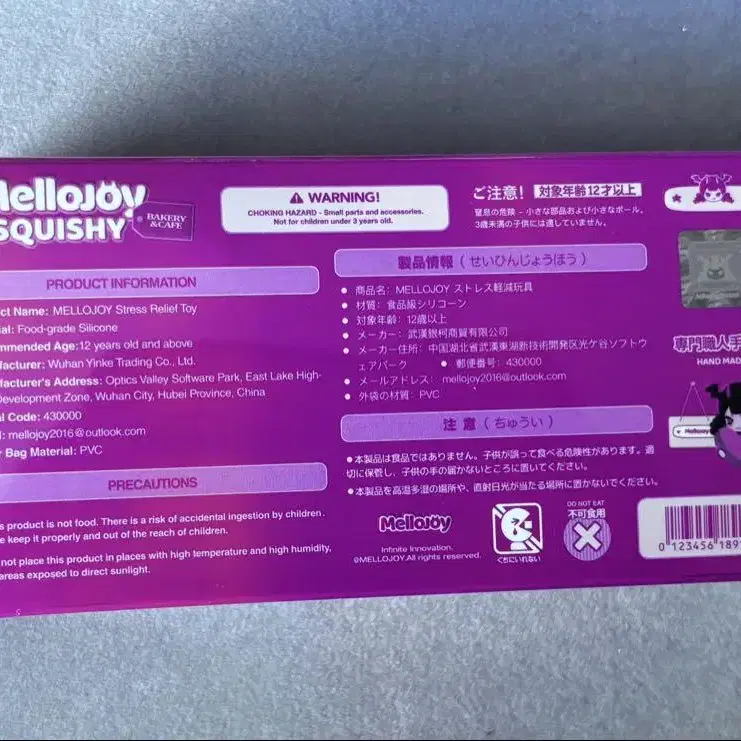 Mellojoy
SQUISHY
BAKERY
&CAFE
⚠ WARNING!
CHOKING HAZARD - Small parts and accessories.
Not for children under 3 years old.
ご注意! 対象年齢12才以上
窒息の危険 - 小さな部品および小さなボール。
3歳未満の子供には適していません。
PRODUCT INFORMATION
ct Name: MELLOJOY Stress Relief Toy
ial: Food-grade Silicone
mmended Age:12 years old and above
facturer: Wuhan Yinke Trading Co., Ltd.
facturer's Address: Optics Valley Software Park, East Lake High-
Development Zone, Wuhan City, Hubei Province, China
al Code: 430000
l: mellojoy2016@outlook.com
r Bag Material: PVC
PRECAUTIONS
s product is not food. There is a risk of accidental ingestion by children.
e keep it properly and out of the reach of children.
not place this product in places with high temperature and high humidity,
areas exposed to direct sunlight.
製品情報 ( せいひんじょうほう )
● 商品名: MELLOJOY ストレス軽減玩具
● 材質: 食品級シリコーン
● 対象年齢: 12歳以上
● メーカー: 武漢銀柯商貿有限公司
● メーカー住所: 中国湖北省武漢東湖新技術開発区光ケ谷ソフトウ
ェアパーク ● 郵便番号: 430000
● メールアドレス: mellojoy2016@outlook.com
● 外袋の材質: PVC
注 意 ( ちゅうい )
● 本製品は食品ではありません。子供が誤って食べる危険性があります。適
切に保管し、子供の手の届かないところに置いてください。
● 本製品を高温多湿の場所や、直射日光が当たる場所に置かないでください。
Mellojoy
Infinite Innovation.
©MELLOJOY.All rights reserved.
くちにいれない
DO NOT EAT
不可食用
専門職人手
HAND MAD
Mellojoy
0 123456 189